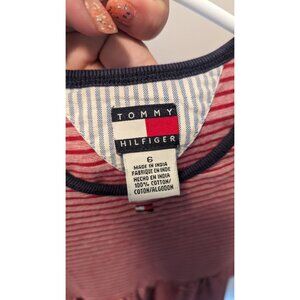 TOMMY
HILFIGER
6
MADE IN INDIA
FABRIQUE EN INDE
HECHO EN INDIA
100% COTTON/
COTON/ALGODON